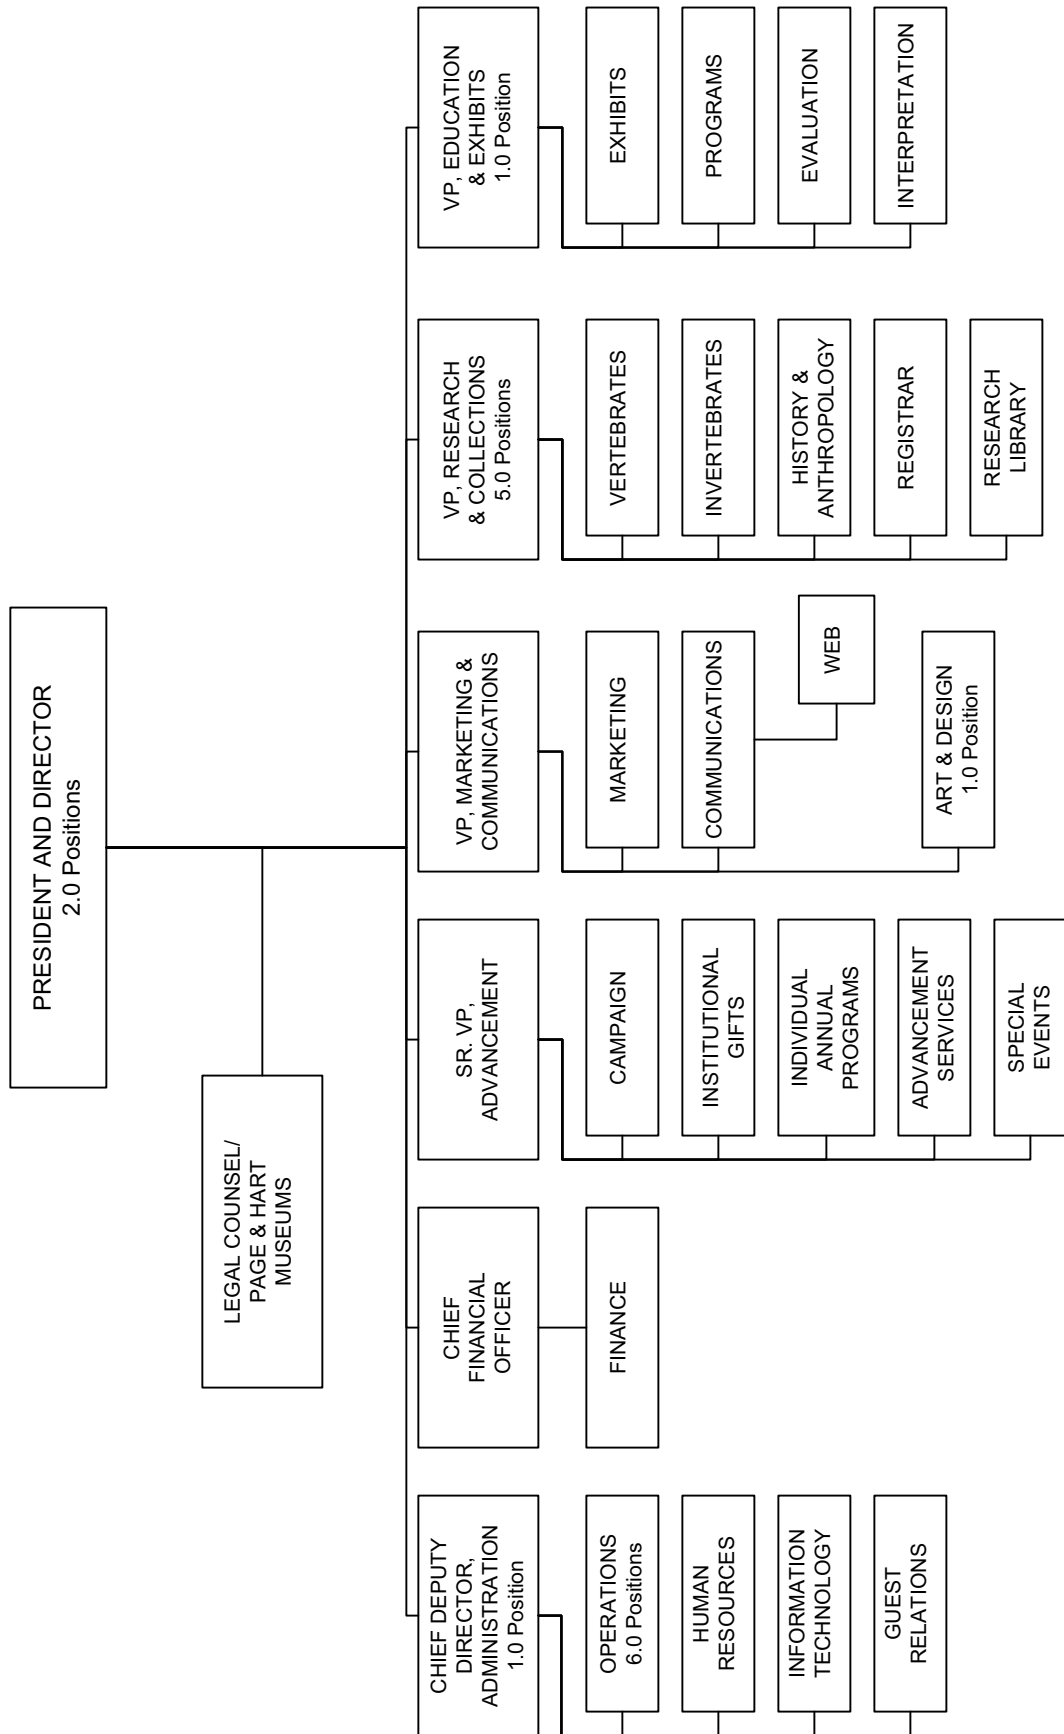 PRESIDENT AND DIRECTOR
2.0 Positions
LEGAL COUNSEL/
PAGE & HART
MUSEUMS
CHIEF DEPUTY
DIRECTOR,
ADMINISTRATION
1.0 Position
OPERATIONS
6.0 Positions
HUMAN
RESOURCES
INFORMATION
TECHNOLOGY
GUEST
RELATIONS
CHIEF
FINANCIAL
OFFICER
FINANCE
SR. VP,
ADVANCEMENT
CAMPAIGN
INSTITUTIONAL
GIFTS
INDIVIDUAL
ANNUAL
PROGRAMS
ADVANCEMENT
SERVICES
SPECIAL
EVENTS
VP, MARKETING &
COMMUNICATIONS
MARKETING
COMMUNICATIONS
WEB
ART & DESIGN
1.0 Position
VP, RESEARCH
& COLLECTIONS
5.0 Positions
VERTEBRATES
INVERTEBRATES
HISTORY &
ANTHROPOLOGY
REGISTRAR
RESEARCH
LIBRARY
VP, EDUCATION
& EXHIBITS
1.0 Position
EXHIBITS
PROGRAMS
EVALUATION
INTERPRETATION